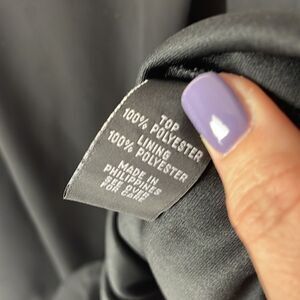 TOP
100% POLYESTER
LINING
100% POLYESTER
MADE IN
PHILIPPINES
SEE OVER
FOR CARE